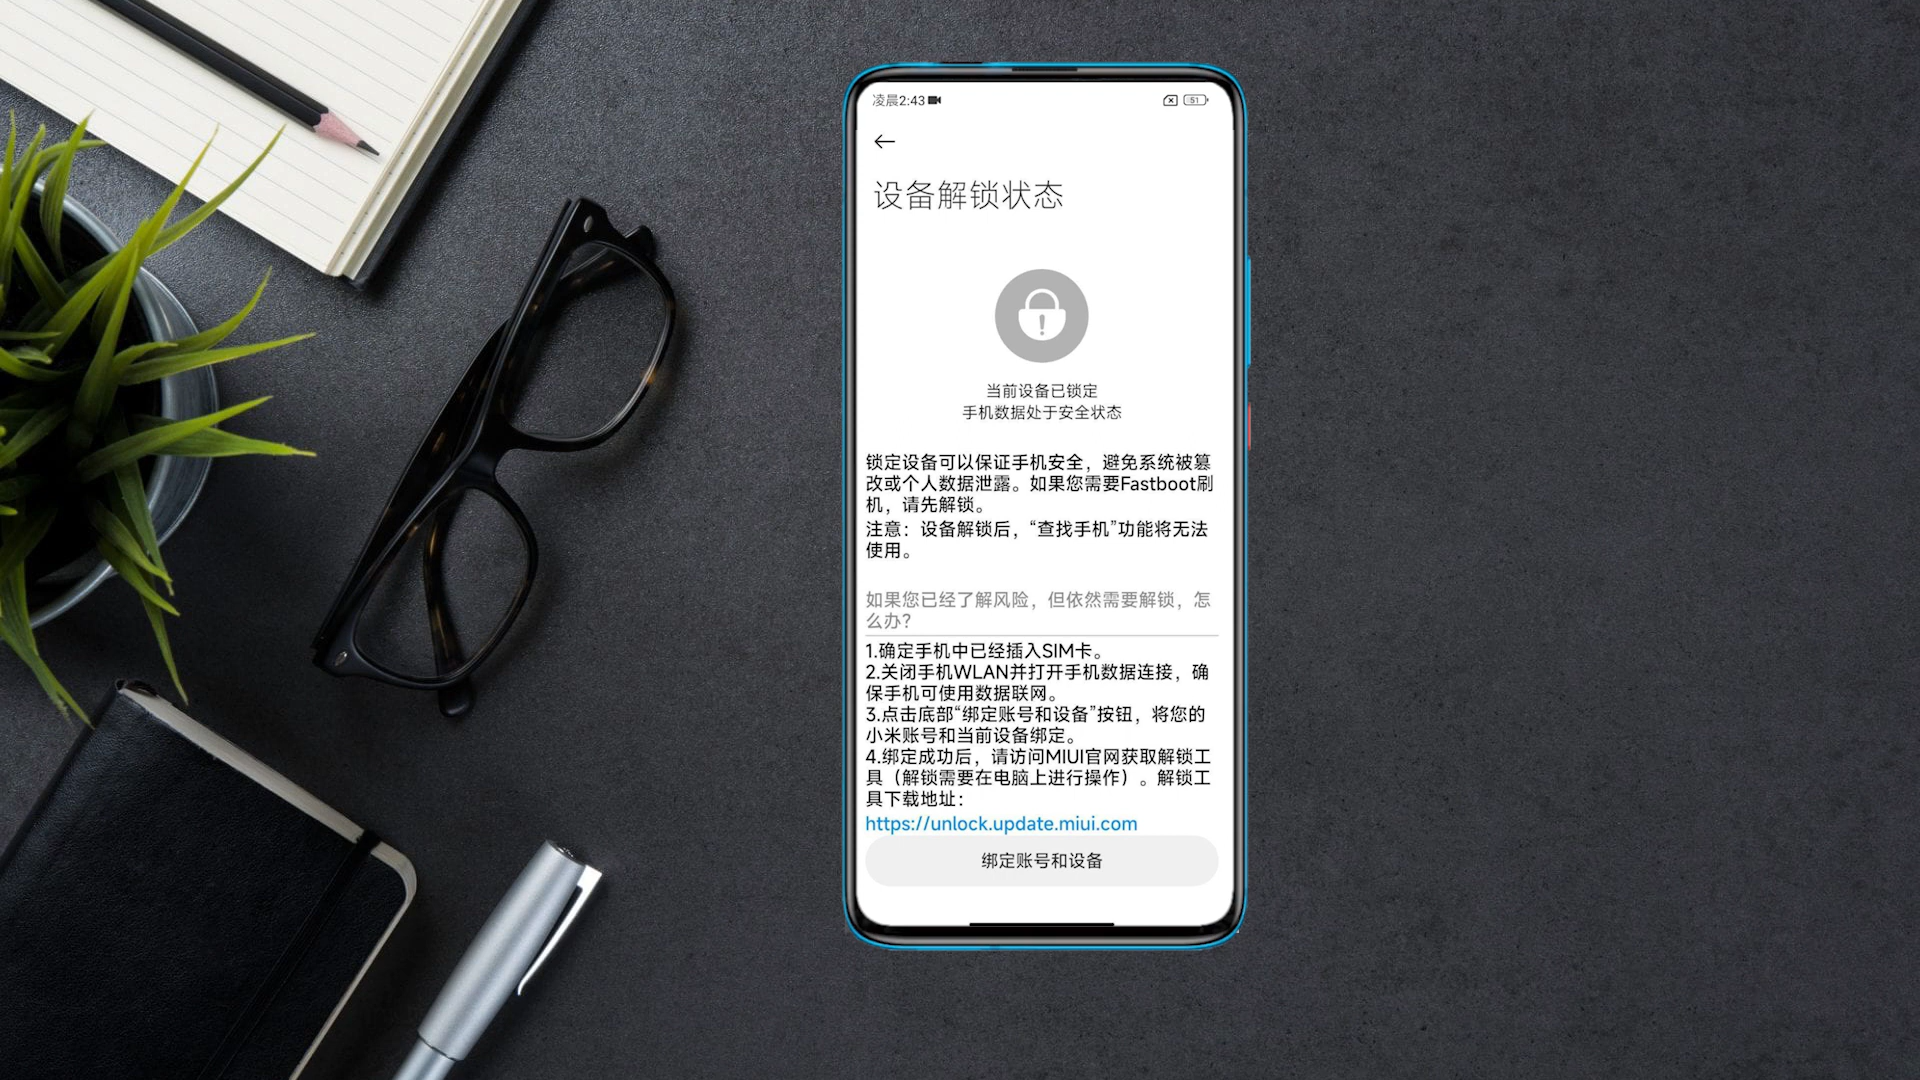 凌晨2:43
51
设备解锁状态
当前设备已锁定
手机数据处于安全状态
锁定设备可以保证手机安全，避免系统被篡
改或个人数据泄露。如果您需要Fastboot刷
机，请先解锁。
注意：设备解锁后，“查找手机”功能将无法
使用。
如果您已经了解风险，但依然需要解锁，怎
么办？
1.确定手机中已经插入SIM卡。
2.关闭手机WLAN并打开手机数据连接，确
保手机可使用数据联网。
3.点击底部“绑定账号和设备”按钮，将您的
小米账号和当前设备绑定。
4.绑定成功后，请访问MIUI官网获取解锁工
具（解锁需要在电脑上进行操作）。解锁工
具下载地址：
https://unlock.update.miui.com
绑定账号和设备